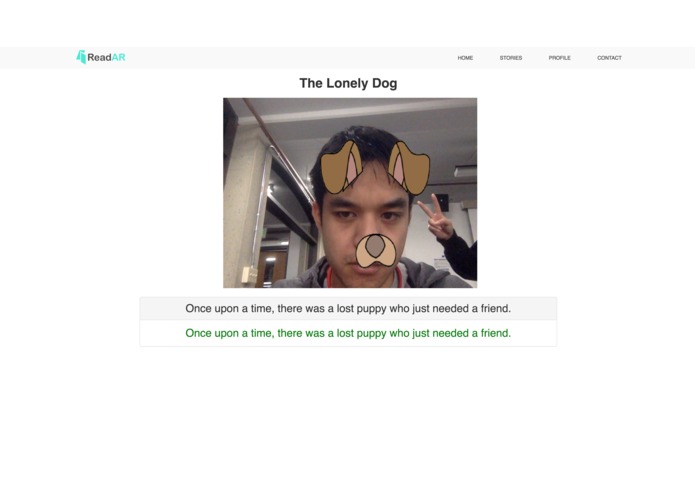 ReadAR
HOME STORIES PROFILE CONTACT
The Lonely Dog
Once upon a time, there was a lost puppy who just needed a friend.
Once upon a time, there was a lost puppy who just needed a friend.